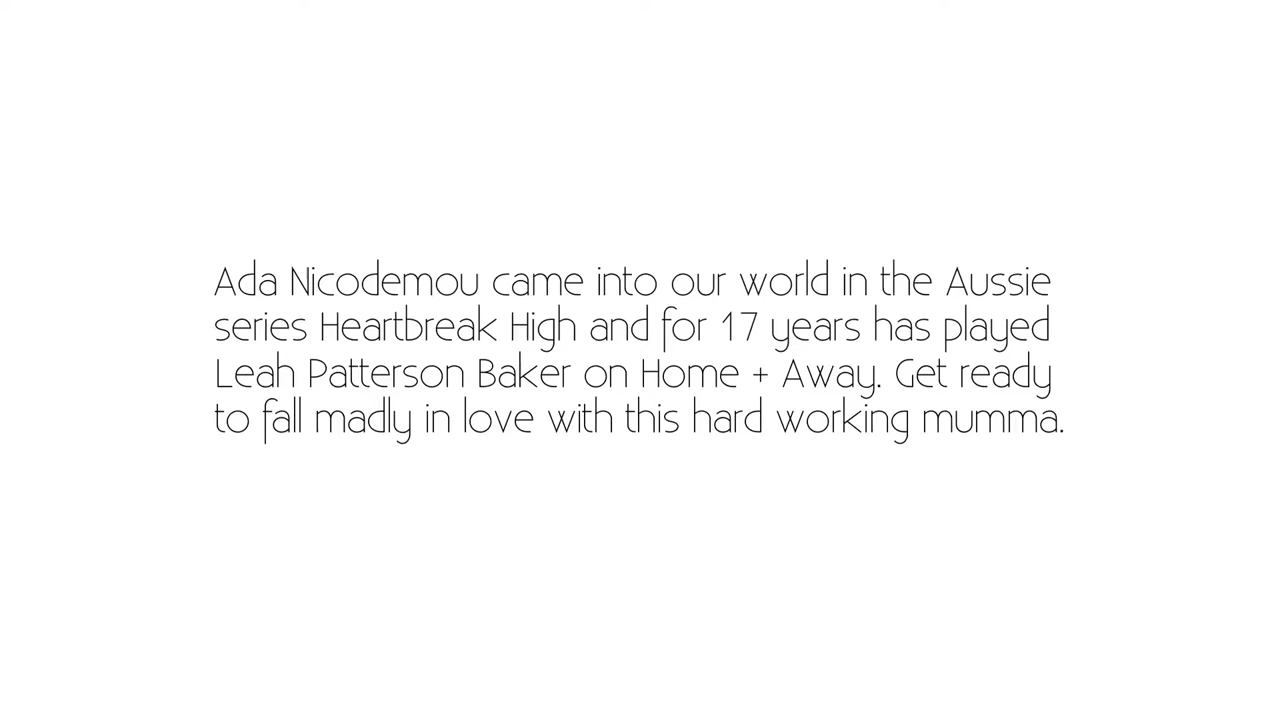 Ada Nicodemou came into our world in the Aussie
series Heartbreak High and for 17 years has played
Leah Patterson Baker on Home + Away. Get ready
to fall madly in love with this hard working mumma.